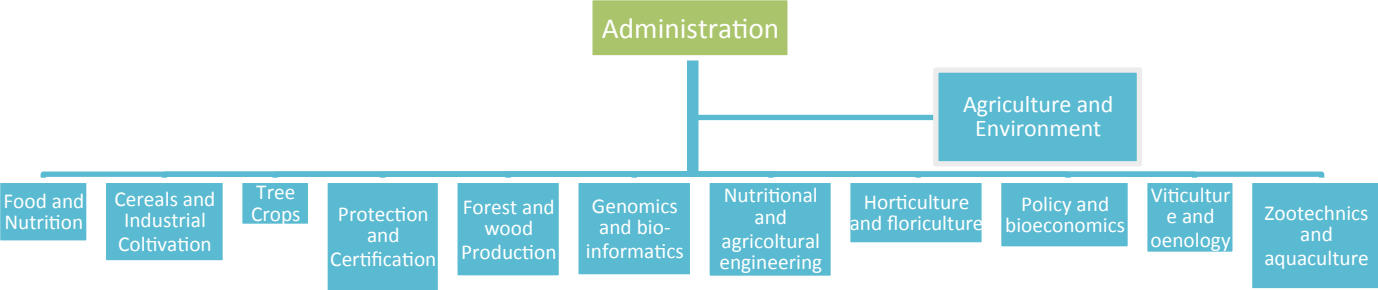 Administration
Agriculture and
Environment
Food and
Nutrition
Cereals and
Industrial
Coltivation
Tree
Crops
Protection
and
Certification
Forest and
wood
Production
Genomics
and bio-
informatics
Nutritional
and
agricoltural
engineering
Horticulture
and floriculture
Policy and
bioeconomics
Viticultur
e and
oenology
Zootechnics
and
aquaculture